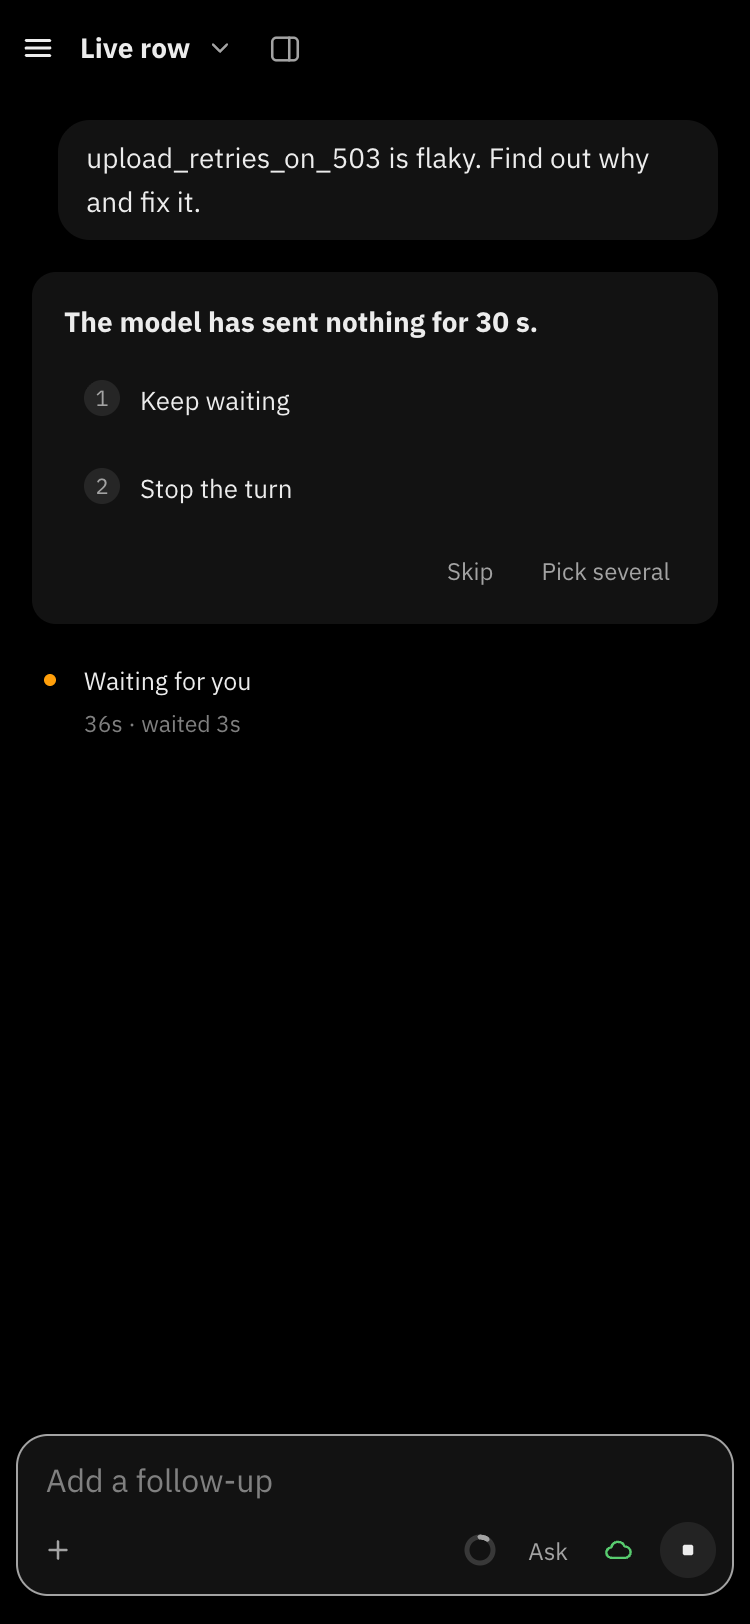 Live row
upload_retries_on_503 is flaky. Find out why
and fix it.
The model has sent nothing for 30 s.
1 Keep waiting
2 Stop the turn
Skip Pick several
Waiting for you
36s · waited 3s
Add a follow-up
Ask